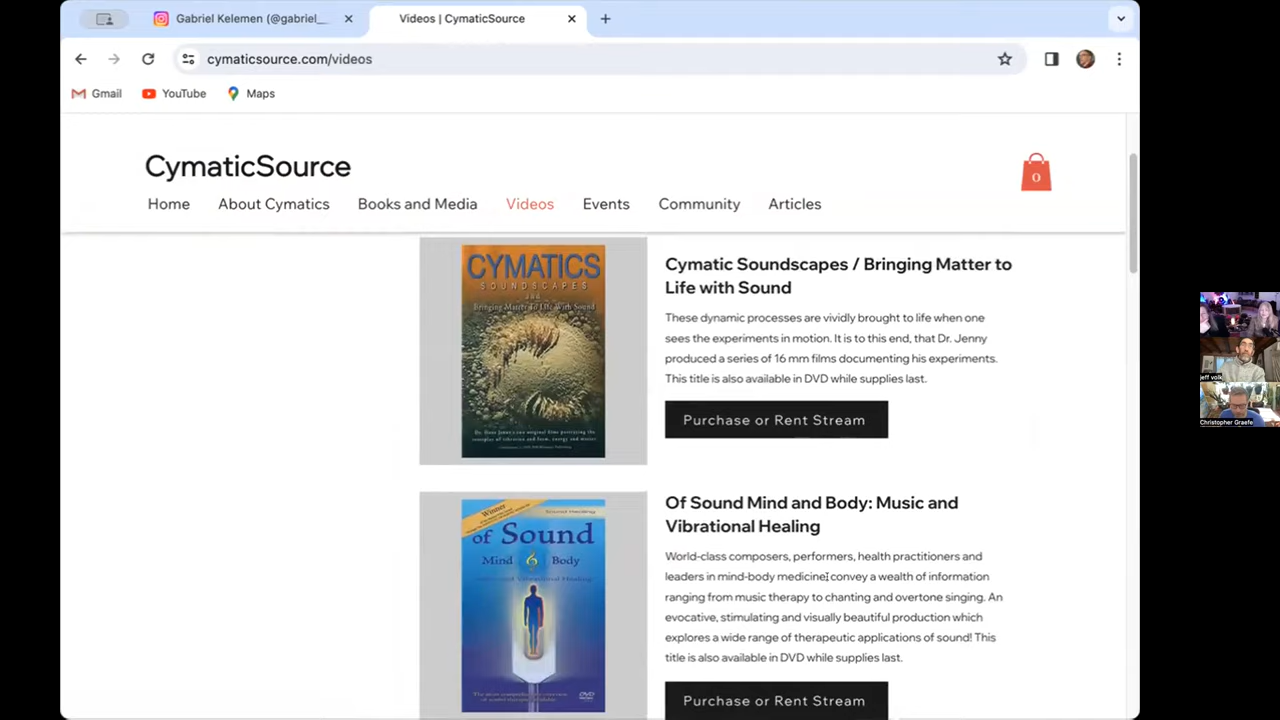 Gabriel Kelemen (@gabriel__
Videos | CymaticSource
cymaticsource.com/videos
Gmail
YouTube
Maps
CymaticSource
0
Home
About Cymatics
Books and Media
Videos
Events
Community
Articles
CYMATICS
SOUNDSCAPES
and
Bringing Matter To Life With Sound
Cymatic Soundscapes / Bringing Matter to
Life with Sound
These dynamic processes are vividly brought to life when one
sees the experiments in motion. It is to this end, that Dr. Jenny
produced a series of 16 mm films documenting his experiments.
This title is also available in DVD while supplies last.
Purchase or Rent Stream
Winner
Sound Healing
of Sound
Mind & Body
DVD
Of Sound Mind and Body: Music and
Vibrational Healing
World-class composers, performers, health practitioners and
leaders in mind-body medicine convey a wealth of information
ranging from music therapy to chanting and overtone singing. An
evocative, stimulating and visually beautiful production which
explores a wide range of therapeutic applications of sound! This
title is also available in DVD while supplies last.
Purchase or Rent Stream
jeff volk
Christopher Graefe